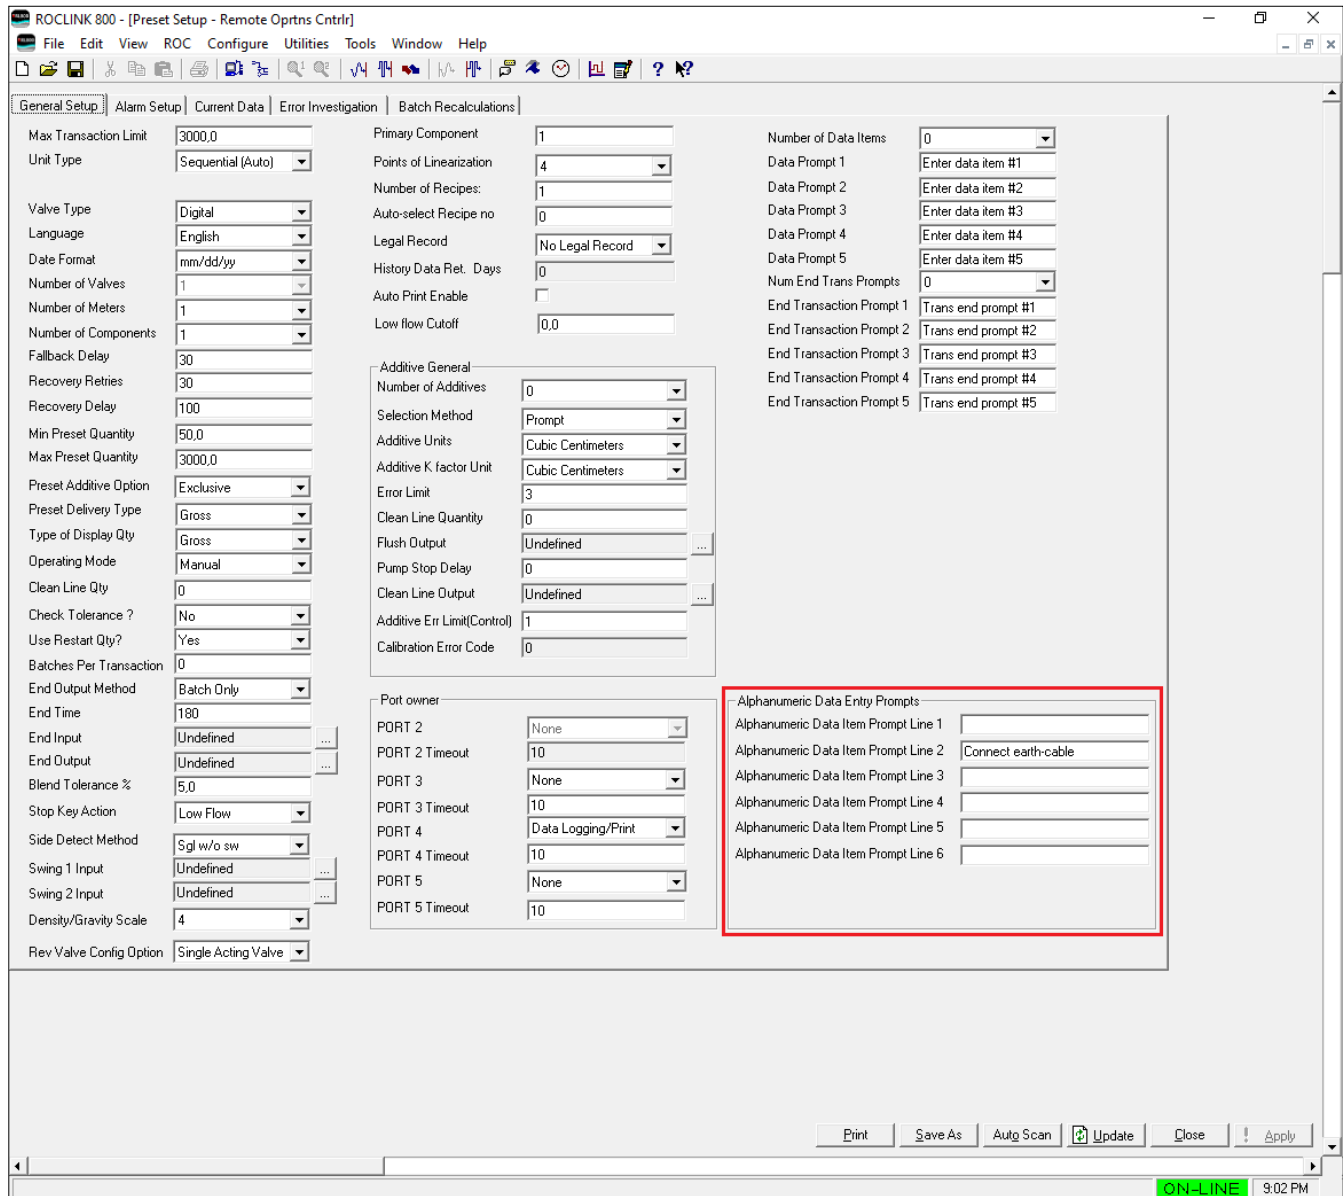 ROCLINK 800 - [Preset Setup - Remote Oprtns Cntrlr]
File Edit View ROC Configure Utilities Tools Window Help
General Setup Alarm Setup Current Data Error Investigation Batch Recalculations
Max Transaction Limit 3000,0
Unit Type Sequential (Auto)
Valve Type Digital
Language English
Date Format mm/dd/yy
Number of Valves 1
Number of Meters 1
Number of Components 1
Fallback Delay 30
Recovery Retries 30
Recovery Delay 100
Min Preset Quantity 50,0
Max Preset Quantity 3000,0
Preset Additive Option Exclusive
Preset Delivery Type Gross
Type of Display Qty Gross
Operating Mode Manual
Clean Line Qty 0
Check Tolerance ? No
Use Restart Qty? Yes
Batches Per Transaction 0
End Output Method Batch Only
End Time 180
End Input Undefined ...
End Output Undefined ...
Blend Tolerance % 5,0
Stop Key Action Low Flow
Side Detect Method Sgl w/o sw
Swing 1 Input Undefined ...
Swing 2 Input Undefined ...
Density/Gravity Scale 4
Rev Valve Config Option Single Acting Valve
Primary Component 1
Points of Linearization 4
Number of Recipes: 1
Auto-select Recipe no 0
Legal Record No Legal Record
History Data Ret. Days 0
Auto Print Enable
Low flow Cutoff 0,0
Additive General
Number of Additives 0
Selection Method Prompt
Additive Units Cubic Centimeters
Additive K factor Unit Cubic Centimeters
Error Limit 3
Clean Line Quantity 0
Flush Output Undefined ...
Pump Stop Delay 0
Clean Line Output Undefined ...
Additive Err Limit(Control) 1
Calibration Error Code 0
Port owner
PORT 2 None
PORT 2 Timeout 10
PORT 3 None
PORT 3 Timeout 10
PORT 4 Data Logging/Print
PORT 4 Timeout 10
PORT 5 None
PORT 5 Timeout 10
Number of Data Items 0
Data Prompt 1 Enter data item #1
Data Prompt 2 Enter data item #2
Data Prompt 3 Enter data item #3
Data Prompt 4 Enter data item #4
Data Prompt 5 Enter data item #5
Num End Trans Prompts 0
End Transaction Prompt 1 Trans end prompt #1
End Transaction Prompt 2 Trans end prompt #2
End Transaction Prompt 3 Trans end prompt #3
End Transaction Prompt 4 Trans end prompt #4
End Transaction Prompt 5 Trans end prompt #5
Alphanumeric Data Entry Prompts
Alphanumeric Data Item Prompt Line 1
Alphanumeric Data Item Prompt Line 2 Connect earth-cable
Alphanumeric Data Item Prompt Line 3
Alphanumeric Data Item Prompt Line 4
Alphanumeric Data Item Prompt Line 5
Alphanumeric Data Item Prompt Line 6
Print Save As Auto Scan Update Close ! Apply
ON-LINE 9:02 PM